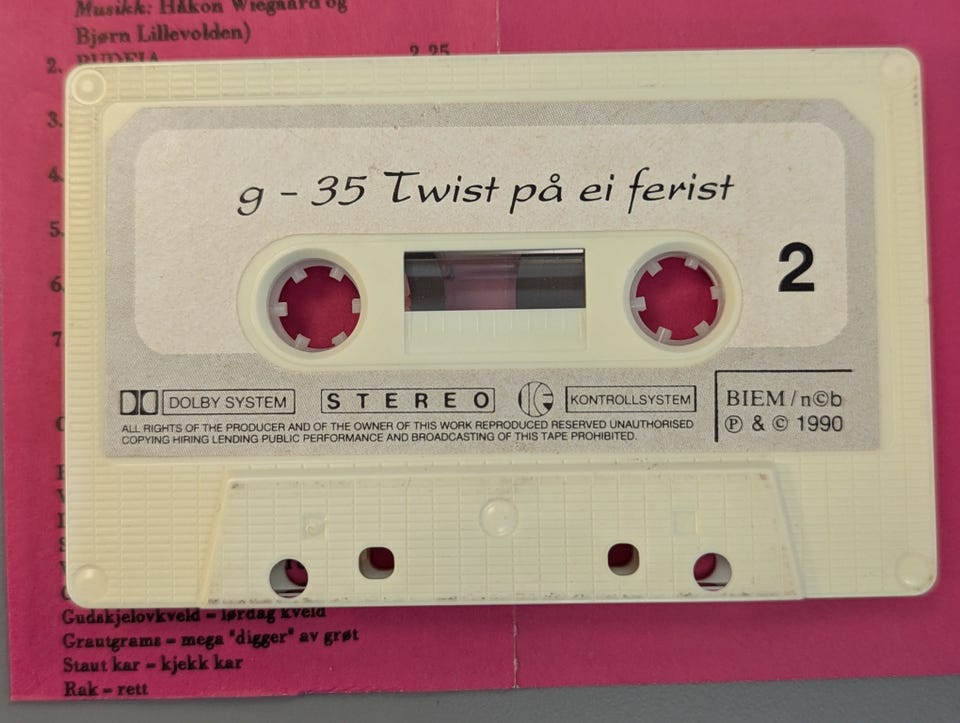 Musikk: Håkon Wiegaard og
Bjørn Lillevolden)
2. RUDEJA 2.25
3.
4.
5.
6.
7.
g - 35 Twist på ei ferist
2
DOLBY SYSTEM
STEREO
KONTROLLSYSTEM
BIEM / n©b
℗ & © 1990
ALL RIGHTS OF THE PRODUCER AND OF THE OWNER OF THIS WORK REPRODUCED RESERVED UNAUTHORISED
COPYING HIRING LENDING PUBLIC PERFORMANCE AND BROADCASTING OF THIS TAPE PROHIBITED.
Gudskjelovkveld = lørdag kveld
Grautgrams = mega "digger" av grøt
Staut kar = kjekk kar
Rak = rett